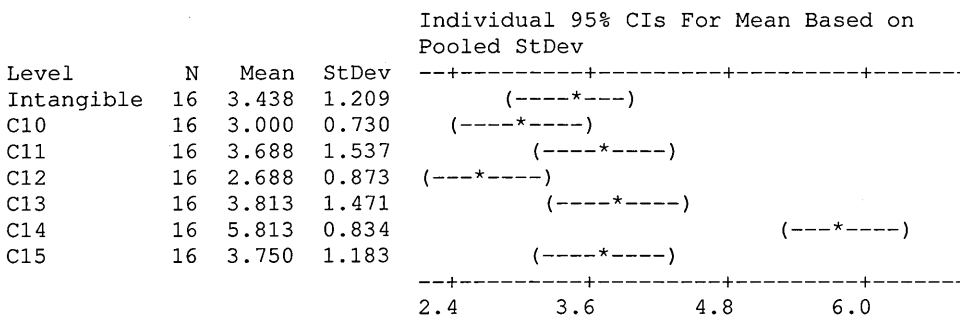 Individual 95% CIs For Mean Based on
Pooled StDev
Level N Mean StDev --+---------+---------+---------+-------
Intangible 16 3.438 1.209 (----*---)
C10 16 3.000 0.730 (----*----)
C11 16 3.688 1.537 (----*----)
C12 16 2.688 0.873 (---*----)
C13 16 3.813 1.471 (----*----)
C14 16 5.813 0.834 (---*----)
C15 16 3.750 1.183 (----*----)
--+---------+---------+---------+-------
2.4 3.6 4.8 6.0